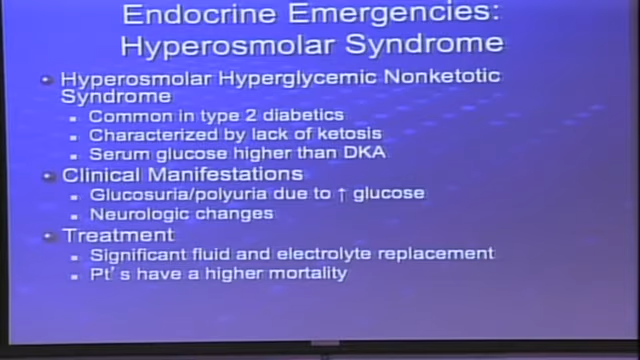 Endocrine Emergencies:
Hyperosmolar Syndrome
Hyperosmolar Hyperglycemic Nonketotic
Syndrome
Common in type 2 diabetics
Characterized by lack of ketosis
Serum glucose higher than DKA
Clinical Manifestations
Glucosuria/polyuria due to ↑ glucose
Neurologic changes
Treatment
Significant fluid and electrolyte replacement
Pt's have a higher mortality